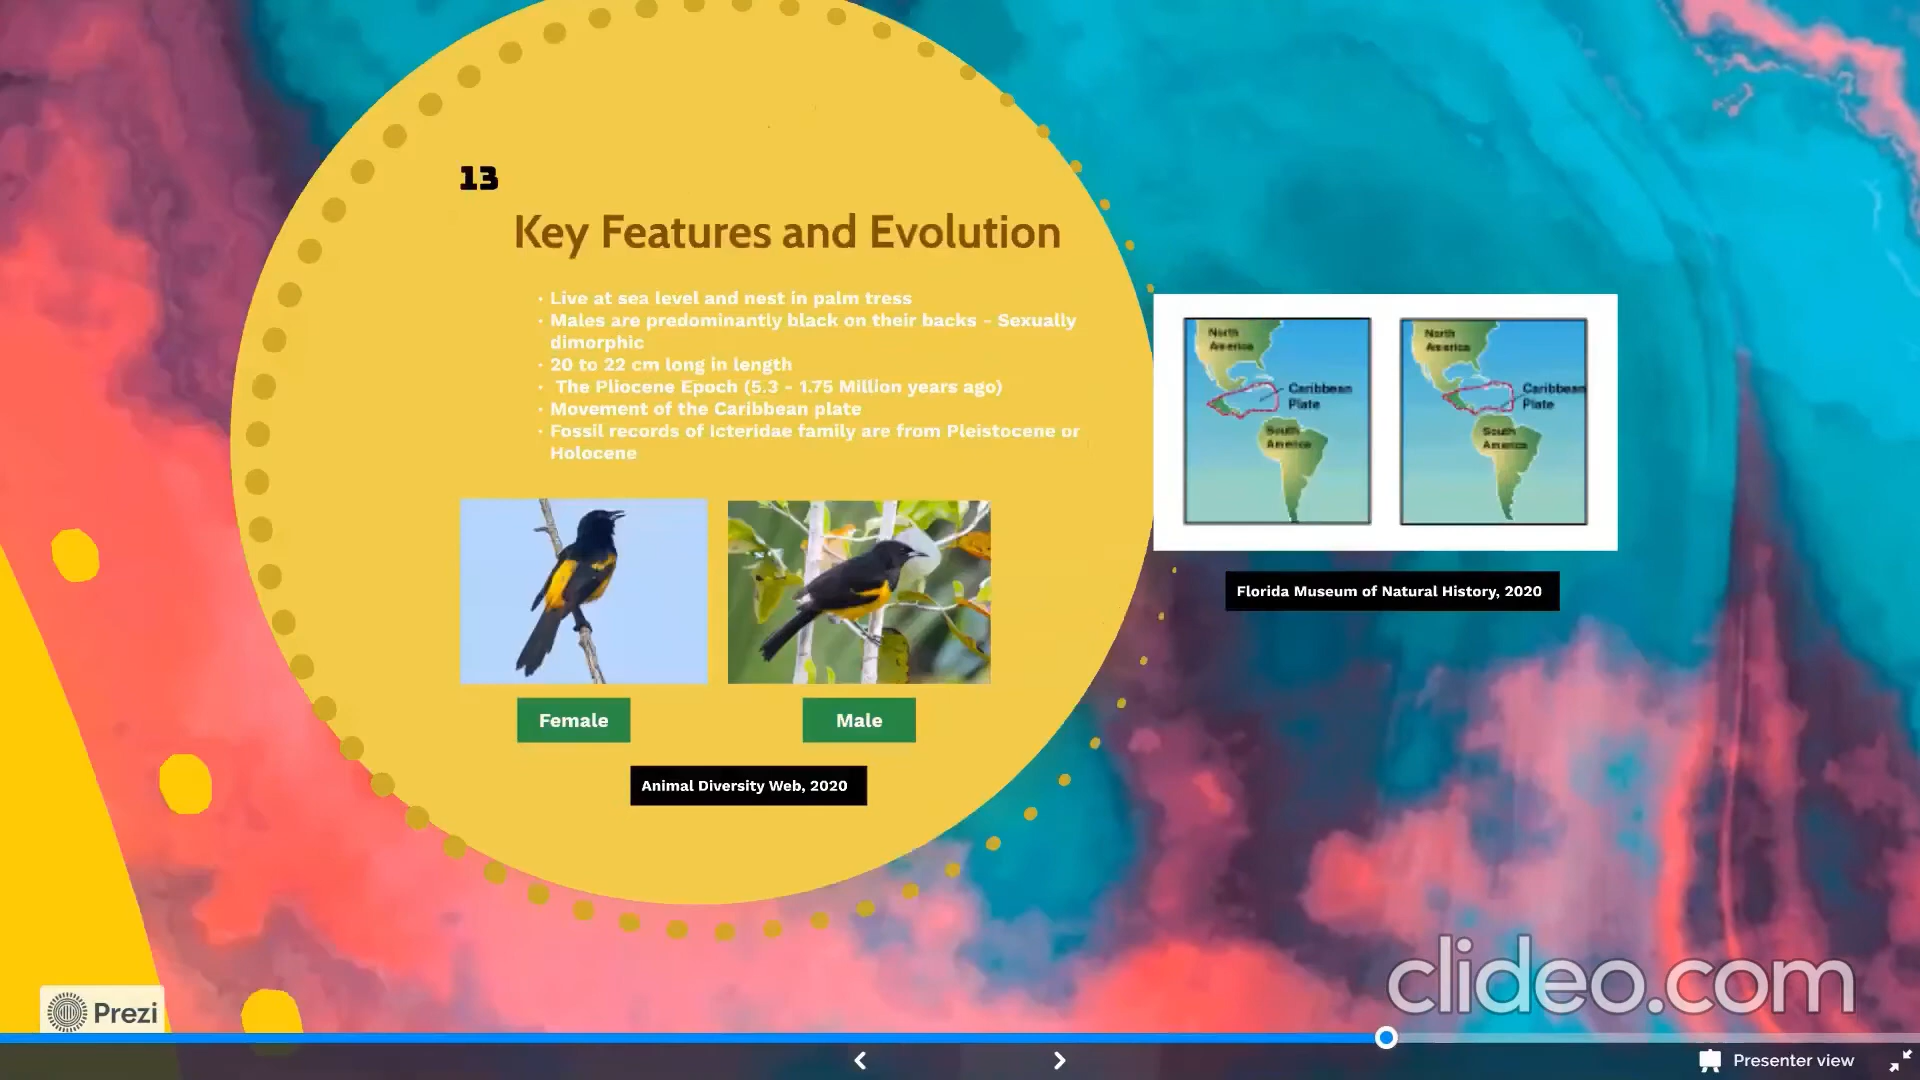 13
Key Features and Evolution
• Live at sea level and nest in palm tress
• Males are predominantly black on their backs - Sexually
dimorphic
• 20 to 22 cm long in length
• The Pliocene Epoch (5.3 - 1.75 Million years ago)
• Movement of the Caribbean plate
• Fossil records of Icteridae family are from Pleistocene or
Holocene
North
America
Caribbean
Plate
South
America
North
America
Caribbean
Plate
South
America
Florida Museum of Natural History, 2020
Female
Male
Animal Diversity Web, 2020
clideo.com
Prezi
Presenter view